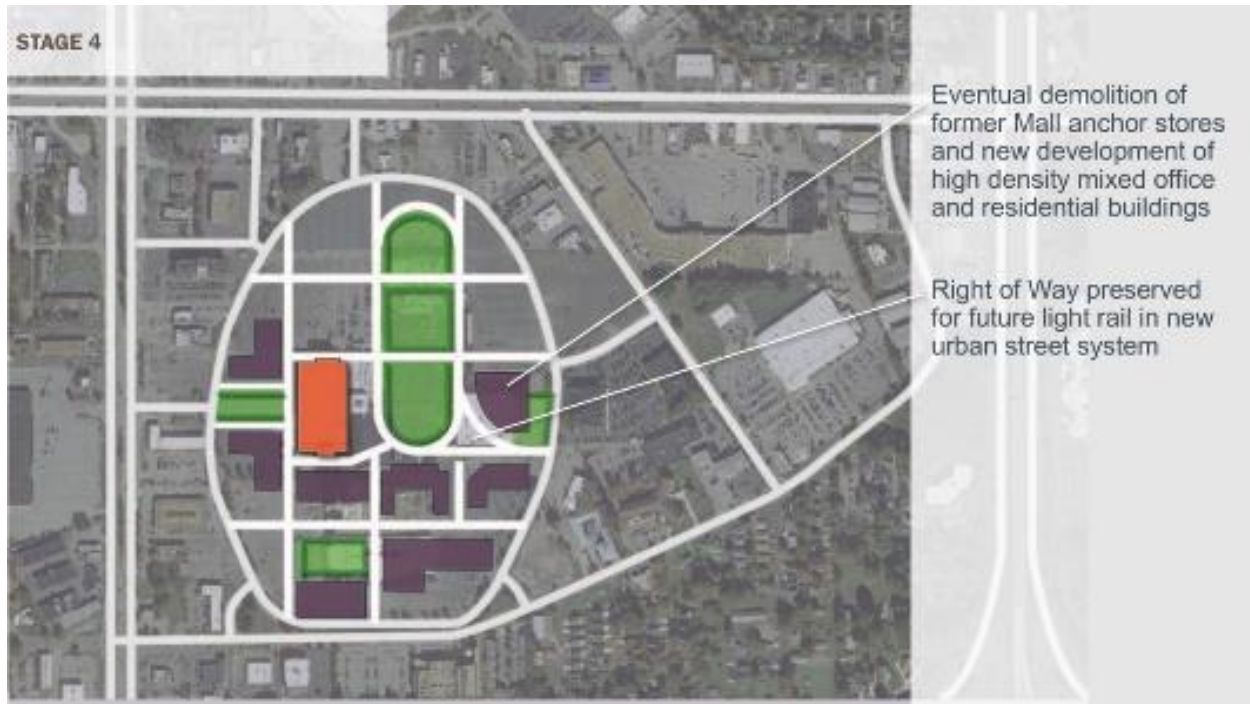 STAGE 4
Eventual demolition of
former Mall anchor stores
and new development of
high density mixed office
and residential buildings
Right of Way preserved
for future light rail in new
urban street system